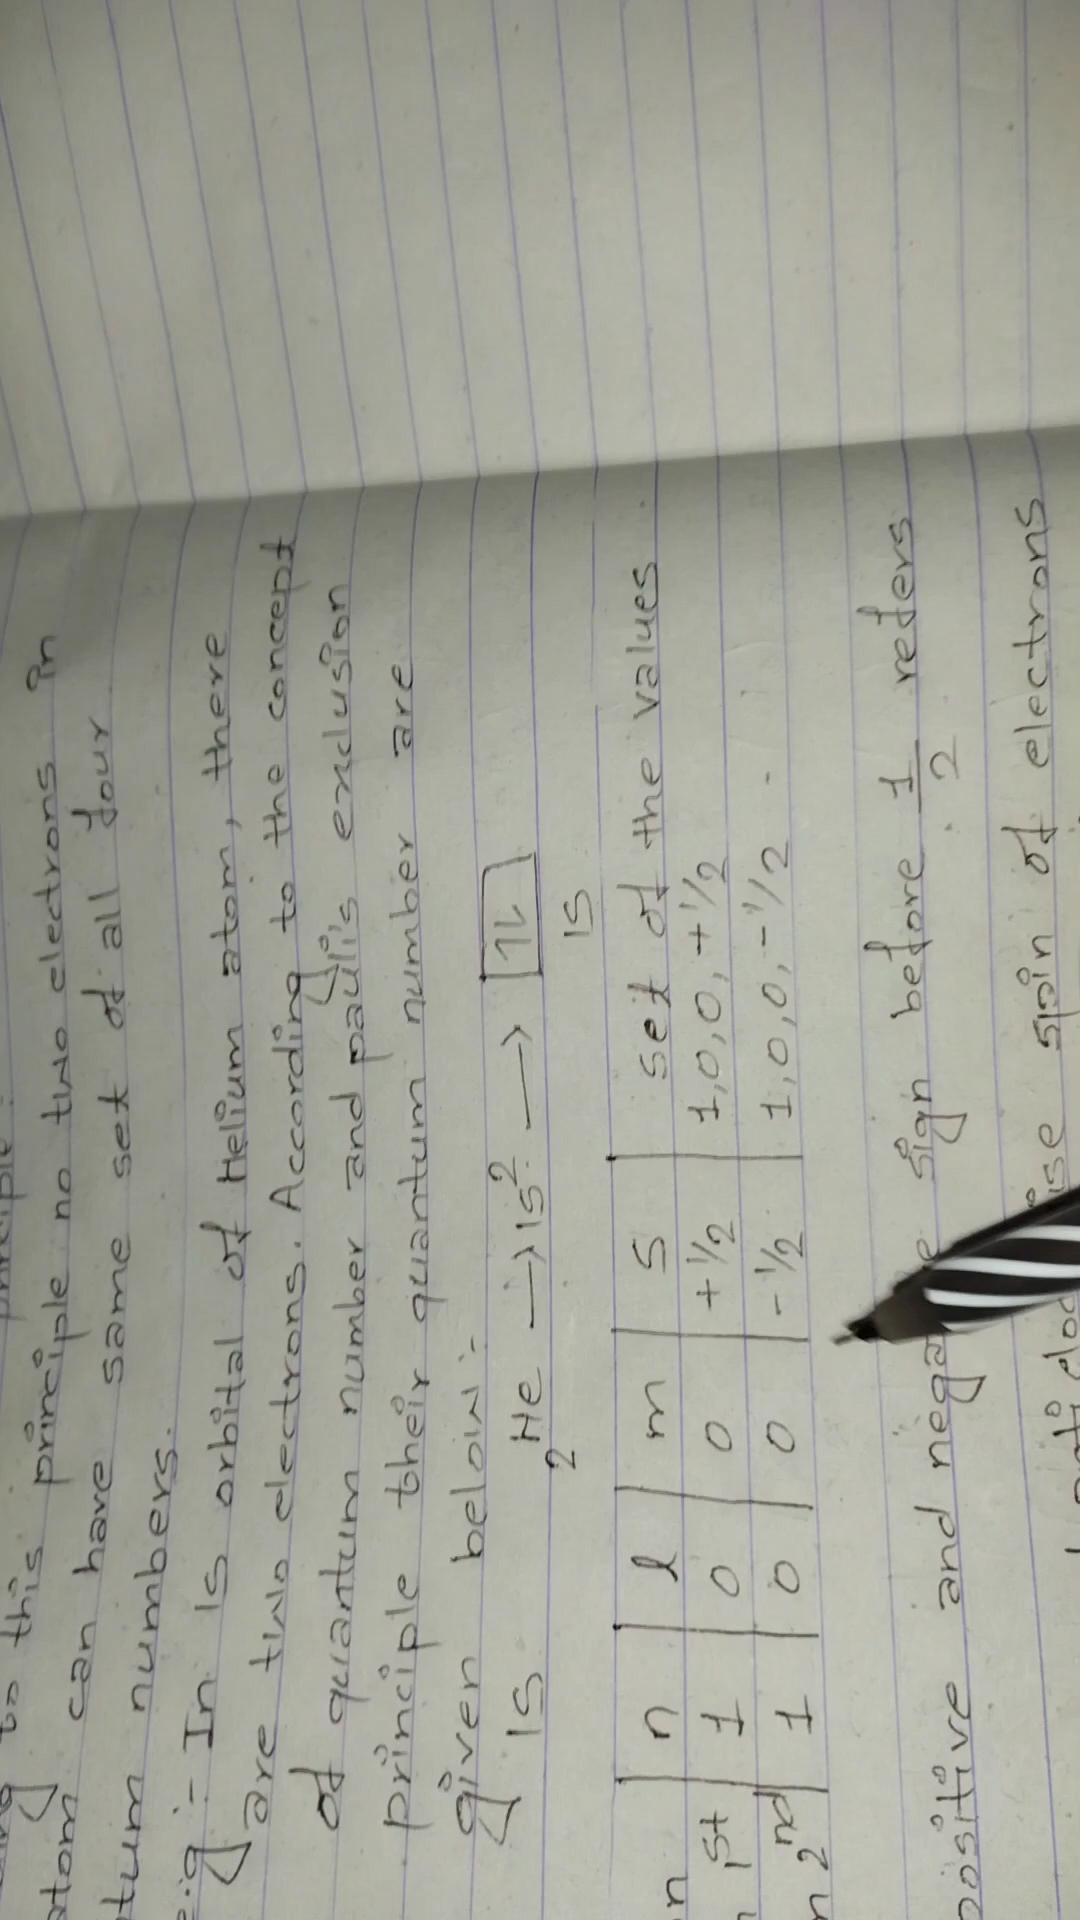 to this principle no two electrons in
atom can have same set of all four
numbers.
e.g :- In 1S orbital of Helium atom, there
are two electrons. According to the concept
of quantum number and pauli's exclusion
principle their quantum number are
given below :-
1S 2He → 1s² → ↑↓
1S
n l m s set of the values
1st 1 0 0 +1/2 1,0,0,+1/2
2nd 1 0 0 -1/2 1,0,0,-1/2
positive and sign before 1/2 refers
spin of electrons